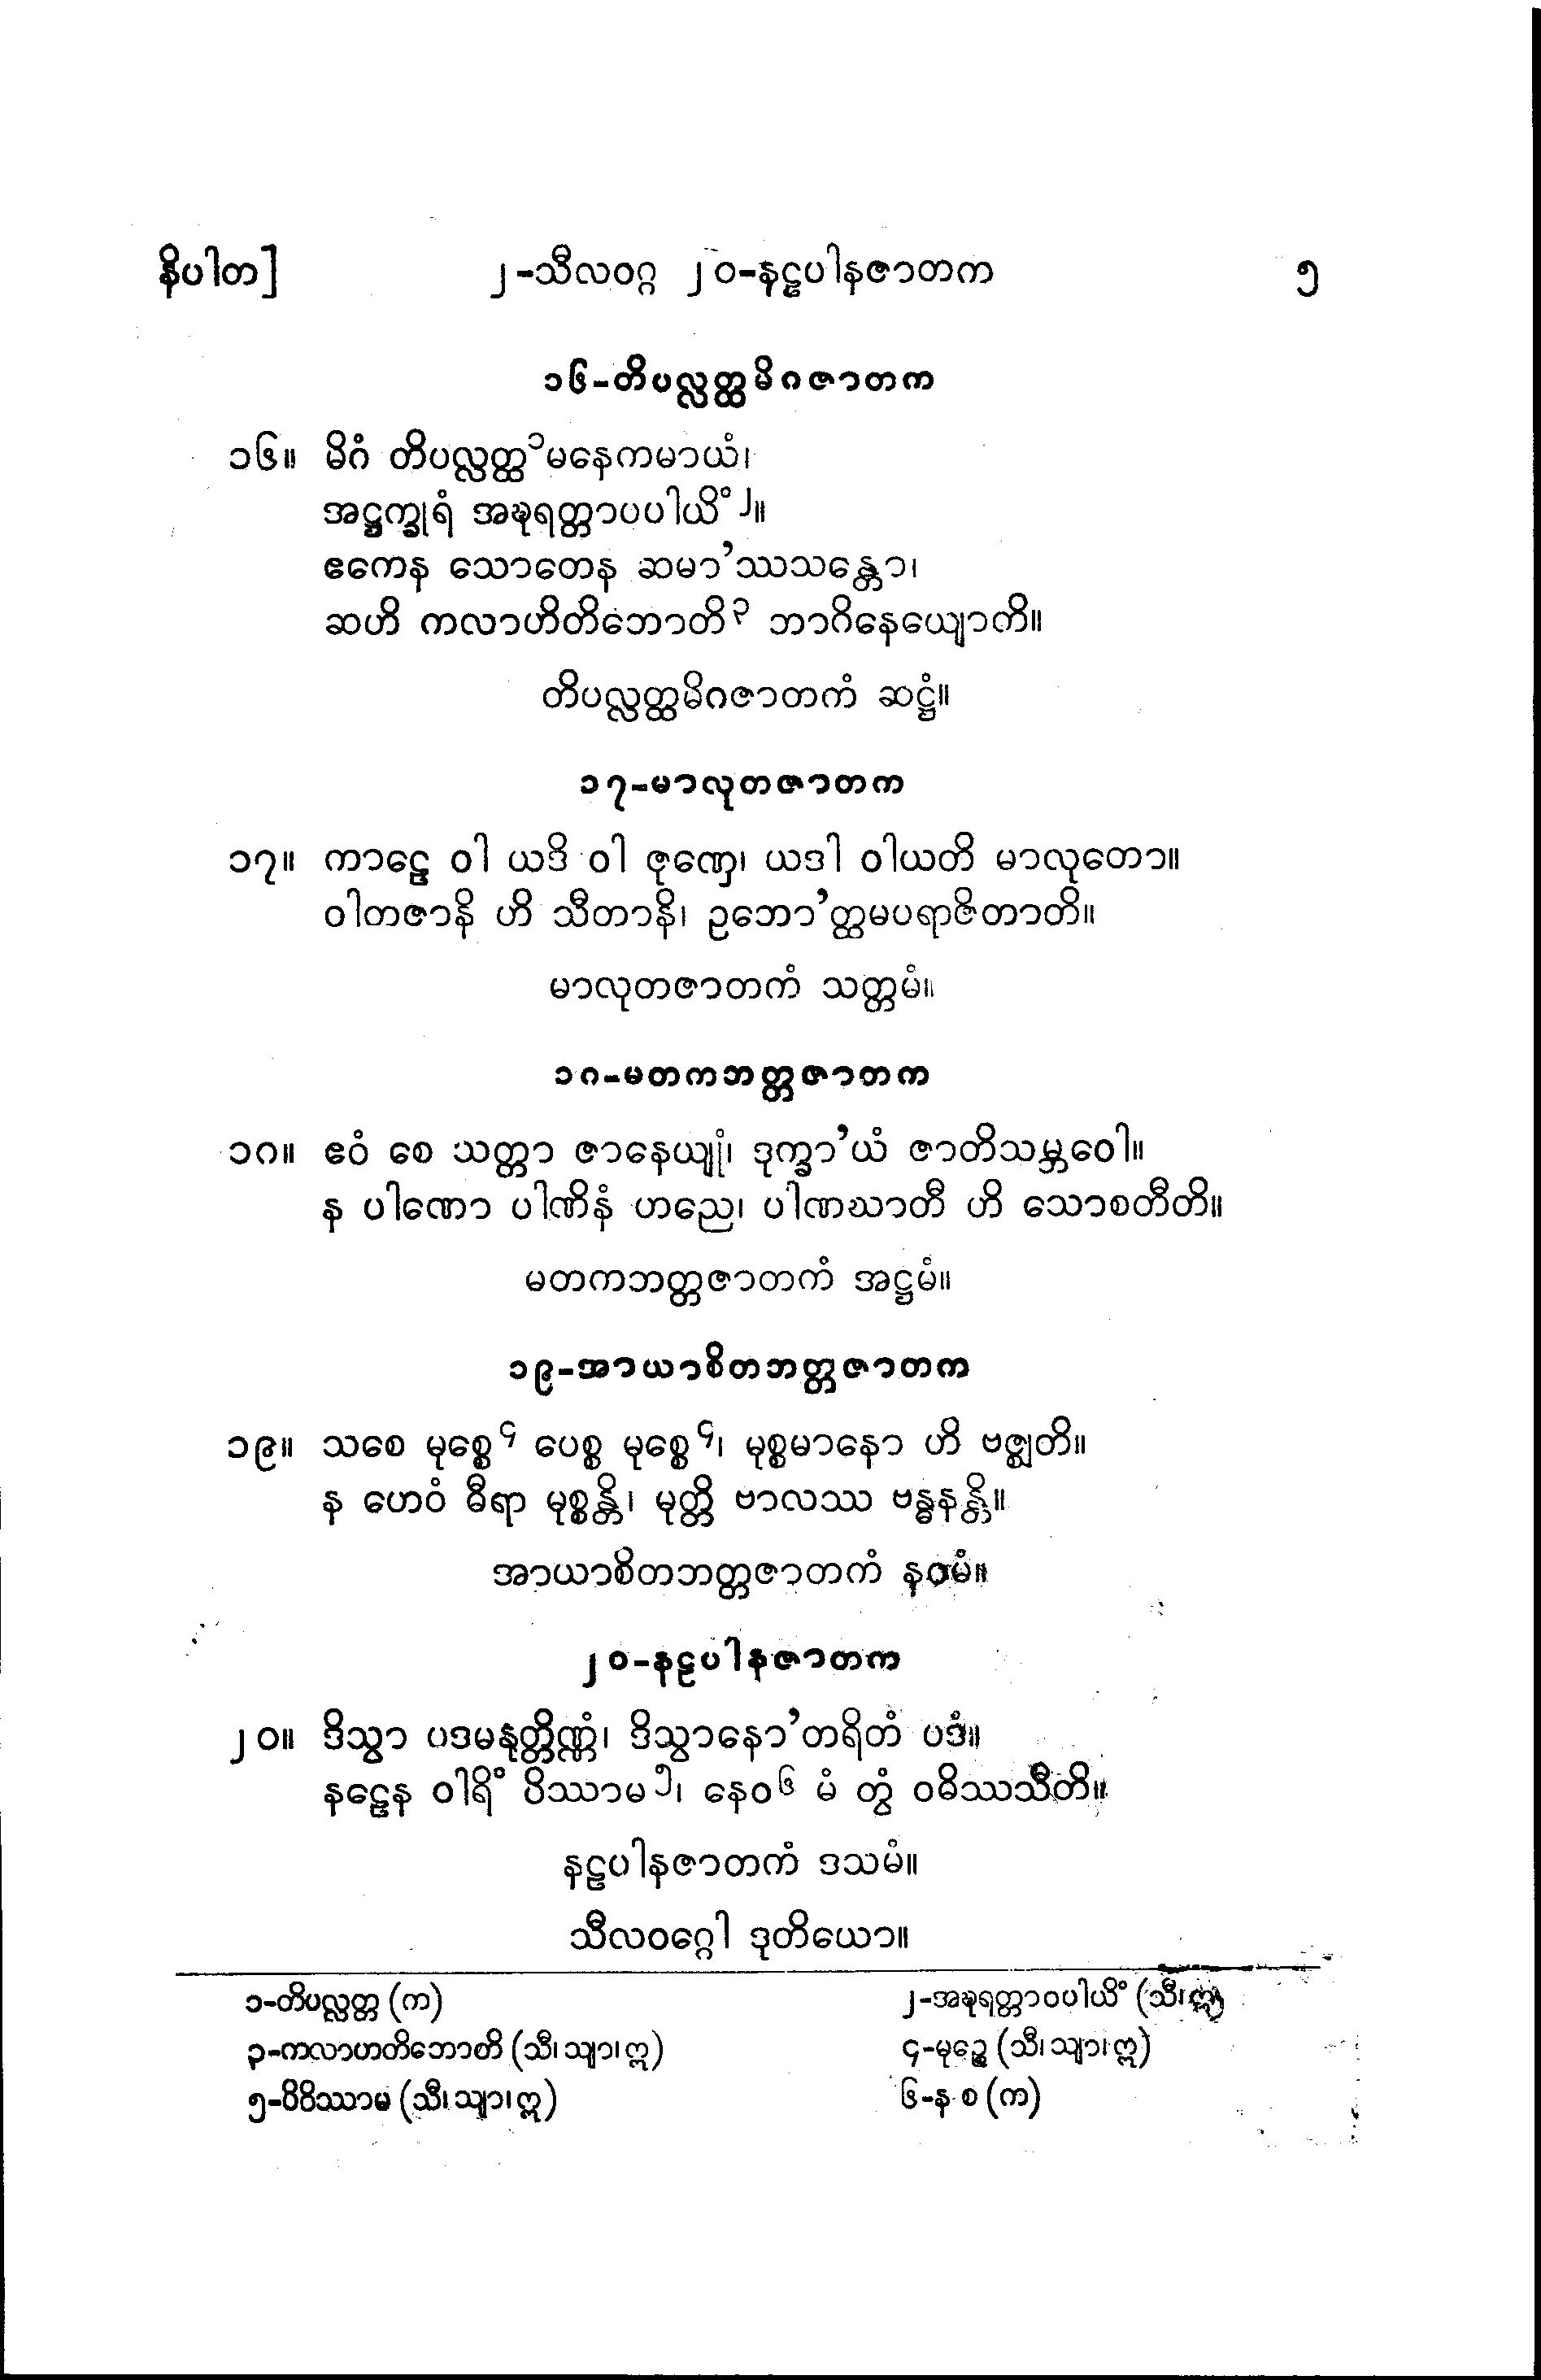 နိပါတ] ၂-သီလဝဂ္ဂ ၂၀-နဠပါနဇာတက ၅
၁၆-တိပလ္လတ္ထမိဂဇာတက
၁၆။ မိဂံ တိပလ္လတ္ထ၁မနေကမာယံ၊
အဋ္ဌက္ခုရံ အဍ္ဎရတ္တာပပါယိံ၂။
ဧကေန သောတေန ဆမာ’ဿသန္တော၊
ဆဟိ ကလာဟိတိဘောတိ၃ ဘာဂိနေယျောတိ။
တိပလ္လတ္ထမိဂဇာတကံ ဆဋ္ဌံ။
၁၇-မာလုတဇာတက
၁၇။ ကာဠေ ဝါ ယဒိ ဝါ ဇုဏှေ၊ ယဒါ ဝါယတိ မာလုတော။
ဝါတဇာနိ ဟိ သီတာနိ၊ ဥဘော’တ္ထမပရာဇိတာတိ။
မာလုတဇာတကံ သတ္တမံ။
၁၈-မတကဘတ္တဇာတက
၁၈။ ဧဝံ စေ သတ္တာ ဇာနေယျုံ၊ ဒုက္ခာ’ယံ ဇာတိသမ္ဘဝေါ။
န ပါဏော ပါဏိနံ ဟညေ၊ ပါဏဃာတီ ဟိ သောစတီတိ။
မတကဘတ္တဇာတကံ အဋ္ဌမံ။
၁၉-အာယာစိတဘတ္တဇာတက
၁၉။ သစေ မုစ္စေ၄ ပေစ္စ မုစ္စေ၄၊ မုစ္စမာနော ဟိ ဗဇ္ဈတိ။
န ဟေဝံ ဓီရာ မုစ္စန္တိ၊ မုတ္တိ ဗာလဿ ဗန္ဓနန္တိ။
အာယာစိတဘတ္တဇာတကံ နဝမံ။
၂၀-နဠပါနဇာတက
၂၀။ ဒိသွာ ပဒမနုတ္တိဏ္ဏံ၊ ဒိသွာနော’တရိတံ ပဒံ။
နဠေန ဝါရိံ ပိဿာမ၅၊ နေဝ၆ မံ တွံ ဝဓိဿသီတိ။
နဠပါနဇာတကံ ဒသမံ။
သီလဝဂ္ဂေါ ဒုတိယော။
၁-တိပလ္လတ္တ (က) ၂-အဍ္ဎရတ္တာဝပါယိံ (သီ၊ ဣ)
၃-ကလာဟတိဘောတိ (သီ၊ သျာ၊ ဣ) ၄-မုဉ္စေ (သီ၊ သျာ၊ ဣ)
၅-ပိပိဿာမ (သီ၊ သျာ၊ ဣ) ၆-န စ (က)